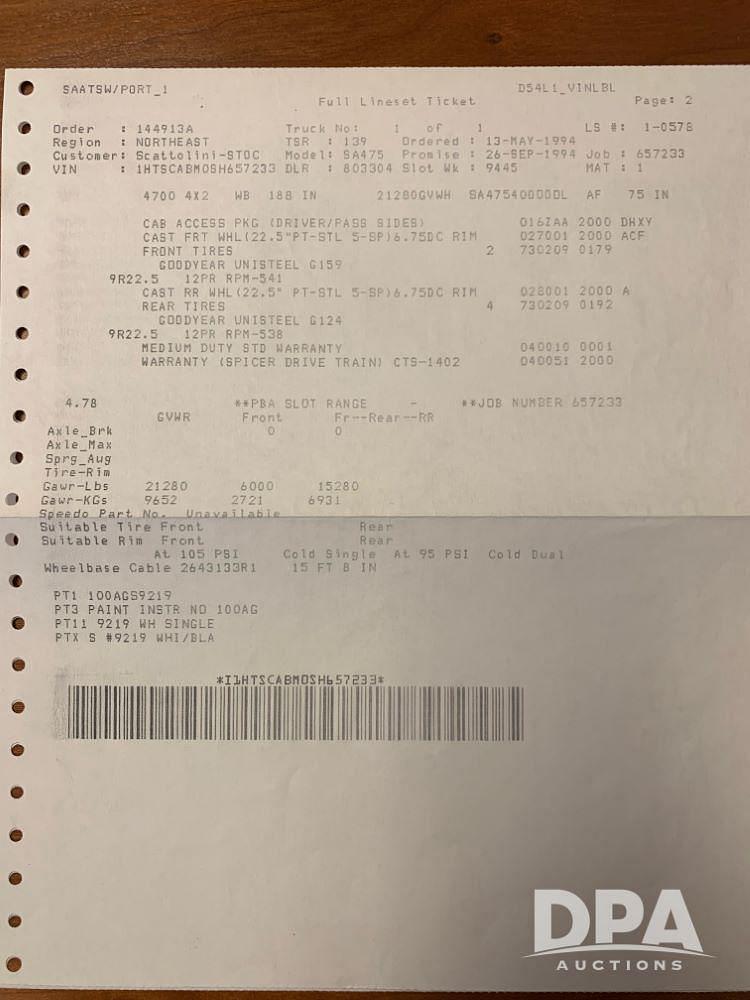 SAATSW/PORT_1 D54L1_VINLBL
Full Lineset Ticket Page: 2
Order : 144913A Truck No: 1 of 1 LS #: 1-0578
Region : NORTHEAST TSR : 139 Ordered : 13-MAY-1994
Customer: Scattolini-STOC Model: SA475 Promise : 26-SEP-1994 Job : 657233
VIN : 1HTSCABM0SH657233 DLR : 803304 Slot Wk : 9445 MAT : 1
4700 4X2 WB 188 IN 21280GVWH SA47540000DL AF 75 IN
CAB ACCESS PKG (DRIVER/PASS SIDES) 016ZAA 2000 DHXY
CAST FRT WHL(22.5"PT-STL 5-SP)6.75DC RIM 027001 2000 ACF
FRONT TIRES 2 730209 0179
GOODYEAR UNISTEEL G159
9R22.5 12PR RPM-541
CAST RR WHL(22.5" PT-STL 5-SP)6.75DC RIM 028001 2000 A
REAR TIRES 4 730209 0192
GOODYEAR UNISTEEL G124
9R22.5 12PR RPM-538
MEDIUM DUTY STD WARRANTY 040010 0001
WARRANTY (SPICER DRIVE TRAIN) CTS-1402 040051 2000
4.78 **PBA SLOT RANGE - **JOB NUMBER 657233
GVWR Front Fr--Rear--RR
Axle_Brk 0 0
Axle_Max
Sprg_Aug
Tire-Rim
Gawr-Lbs 21280 6000 15280
Gawr-KGs 9652 2721 6931
Speedo Part No. Unavailable
Suitable Tire Front Rear
Suitable Rim Front Rear
At 105 PSI Cold Single At 95 PSI Cold Dual
Wheelbase Cable 2643133R1 15 FT 8 IN
PT1 100AGS9219
PT3 PAINT INSTR NO 100AG
PT11 9219 WH SINGLE
PTX S #9219 WHI/BLA
*I1HTSCABM0SH657233*
DPA
AUCTIONS